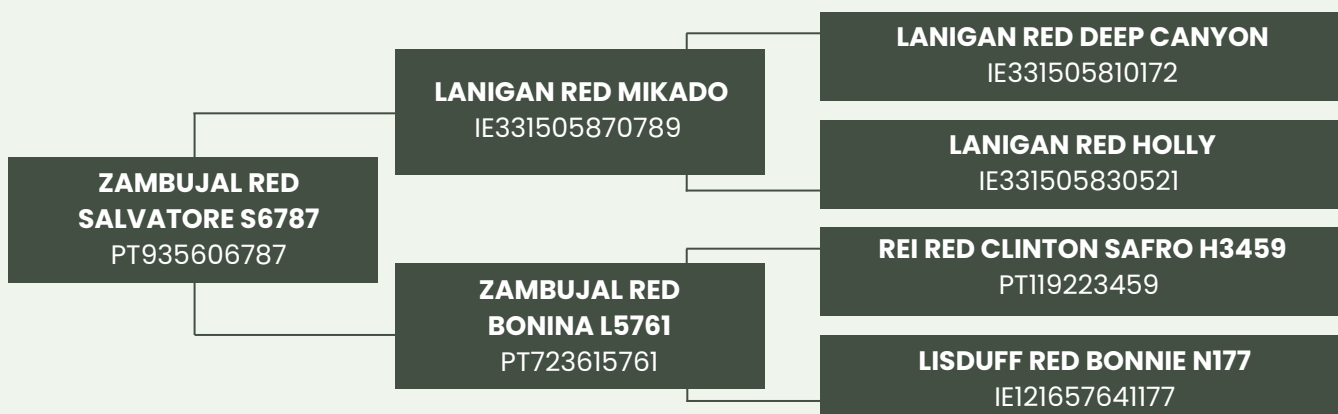 ZAMBUJAL RED
SALVATORE S6787
PT935606787
LANIGAN RED MIKADO
IE331505870789
ZAMBUJAL RED
BONINA L5761
PT723615761
LANIGAN RED DEEP CANYON
IE331505810172
LANIGAN RED HOLLY
IE331505830521
REI RED CLINTON SAFRO H3459
PT119223459
LISDUFF RED BONNIE N177
IE121657641177